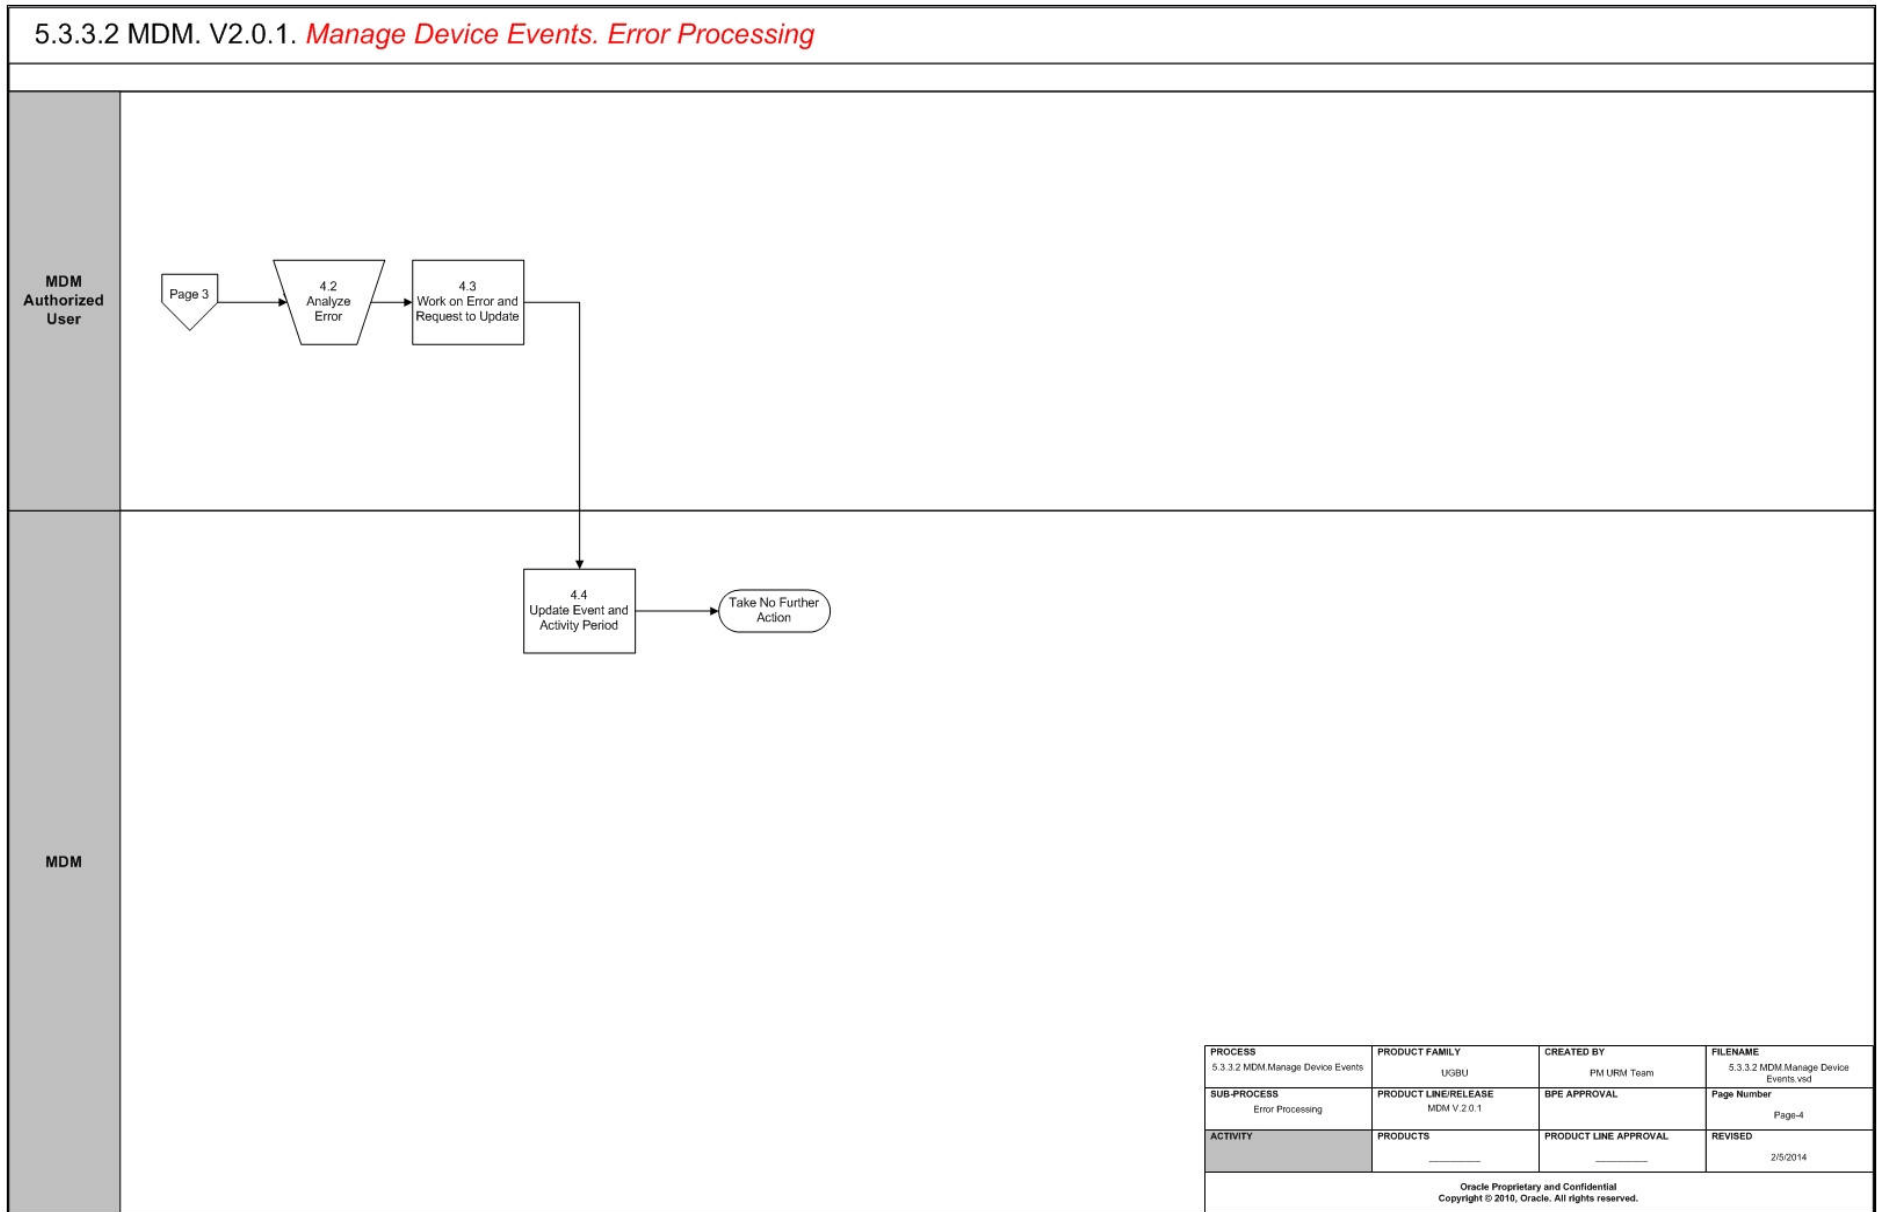 5.3.3.2 MDM. V2.0.1. Manage Device Events. Error Processing
MDM
Authorized
User
Page 3
4.2
Analyze
Error
4.3
Work on Error and
Request to Update
MDM
4.4
Update Event and
Activity Period
Take No Further
Action
PROCESS
5.3.3.2 MDM.Manage Device Events
PRODUCT FAMILY
UGBU
CREATED BY
PM URM Team
FILENAME
5.3.3.2 MDM.Manage Device
Events.vsd
SUB-PROCESS
Error Processing
PRODUCT LINE/RELEASE
MDM V.2.0.1
BPE APPROVAL
Page Number
Page-4
ACTIVITY
PRODUCTS
PRODUCT LINE APPROVAL
REVISED
2/5/2014
Oracle Proprietary and Confidential
Copyright © 2010, Oracle. All rights reserved.